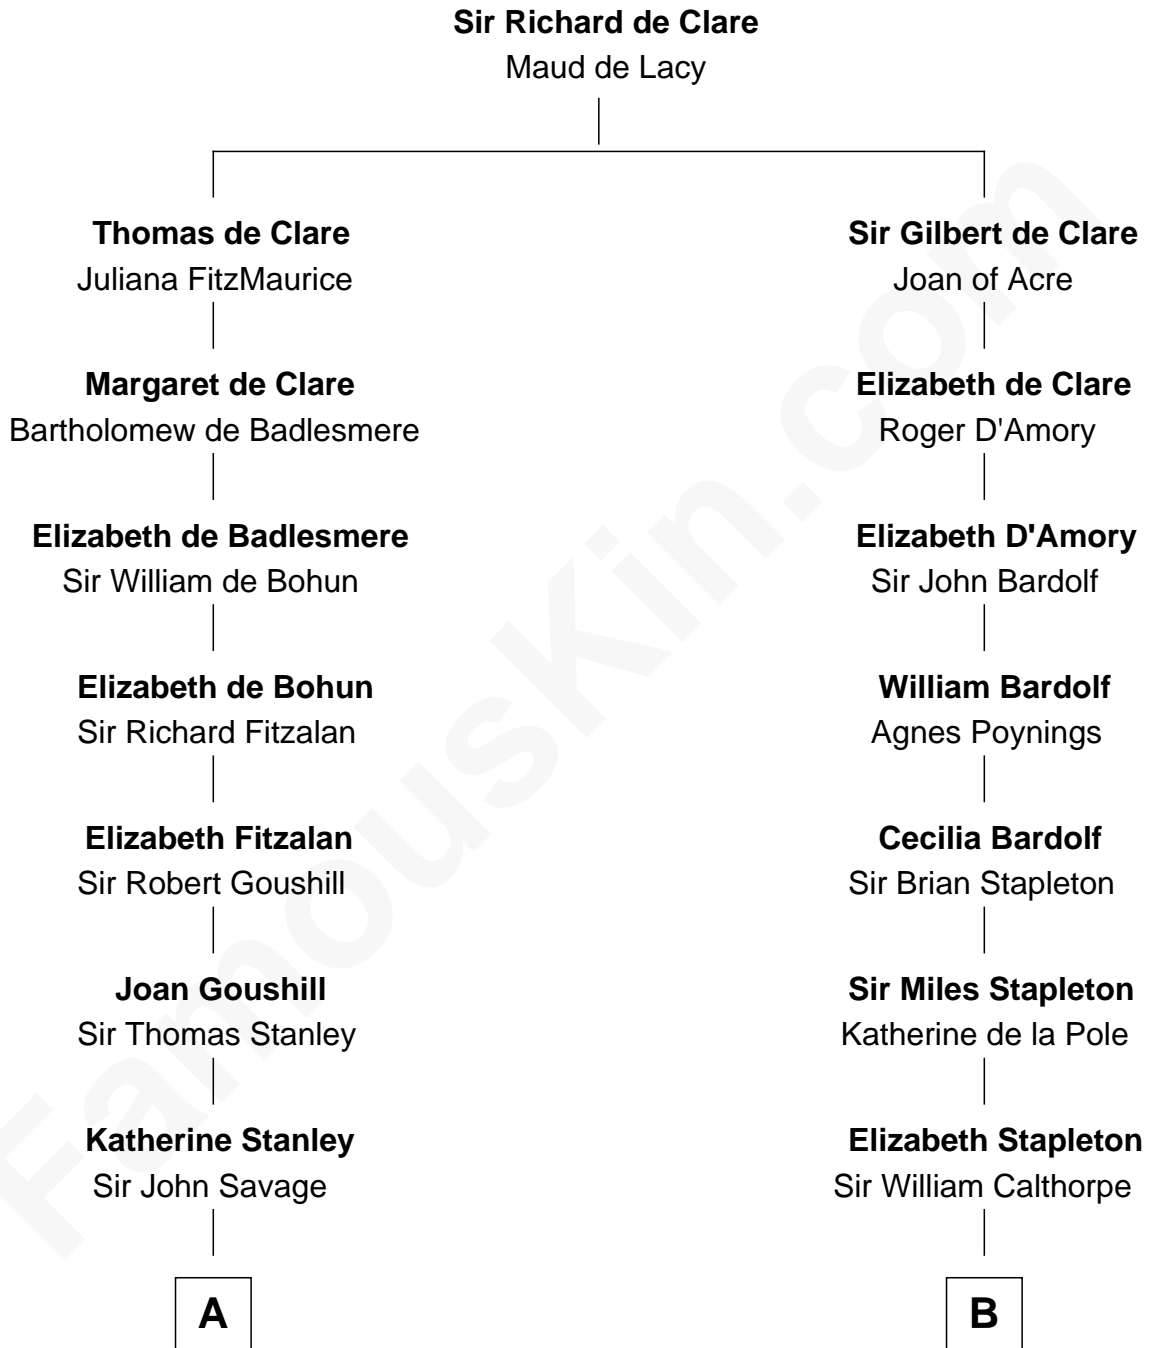 Sir Richard de Clare
Maud de Lacy
Thomas de Clare
Juliana FitzMaurice
Sir Gilbert de Clare
Joan of Acre
Margaret de Clare
Bartholomew de Badlesmere
Elizabeth de Clare
Roger D'Amory
Elizabeth de Badlesmere
Sir William de Bohun
Elizabeth D'Amory
Sir John Bardolf
Elizabeth de Bohun
Sir Richard Fitzalan
William Bardolf
Agnes Poynings
Elizabeth Fitzalan
Sir Robert Goushill
Cecilia Bardolf
Sir Brian Stapleton
Joan Goushill
Sir Thomas Stanley
Sir Miles Stapleton
Katherine de la Pole
Katherine Stanley
Sir John Savage
Elizabeth Stapleton
Sir William Calthorpe
A
B
FamousKin.com